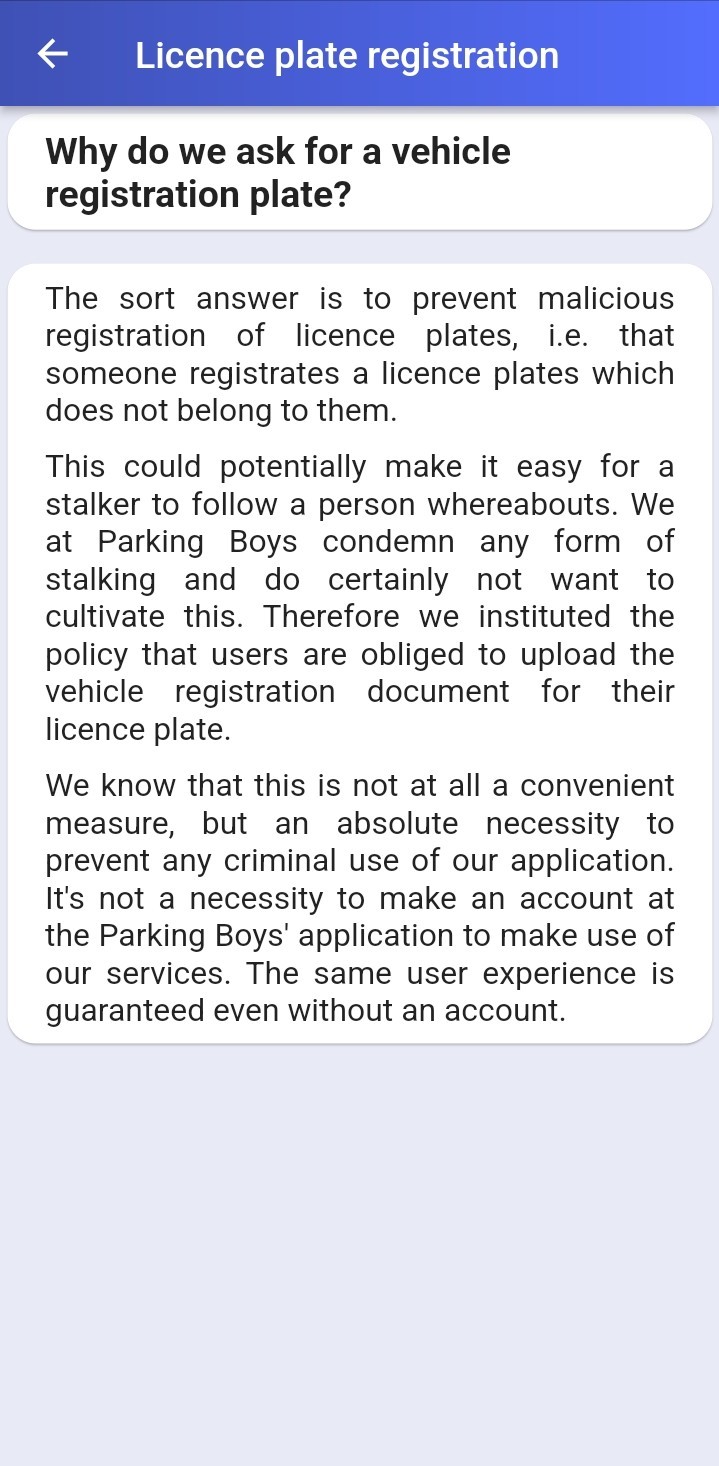 Licence plate registration
Why do we ask for a vehicle
registration plate?
The sort answer is to prevent malicious
registration of licence plates, i.e. that
someone registrates a licence plates which
does not belong to them.
This could potentially make it easy for a
stalker to follow a person whereabouts. We
at Parking Boys condemn any form of
stalking and do certainly not want to
cultivate this. Therefore we instituted the
policy that users are obliged to upload the
vehicle registration document for their
licence plate.
We know that this is not at all a convenient
measure, but an absolute necessity to
prevent any criminal use of our application.
It's not a necessity to make an account at
the Parking Boys' application to make use of
our services. The same user experience is
guaranteed even without an account.